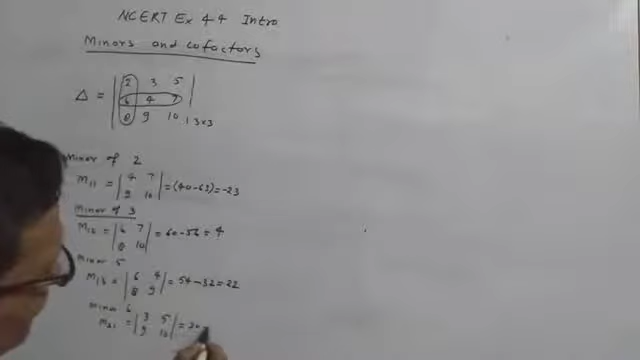 NCERT Ex 4.4 Intro
Minors and cofactors
Δ = | 2 3 5 |
| 6 4 7 |
| 8 9 10 | 3×3
Minor of 2
M11 = | 4 7 | = (40-63) = -23
| 9 10 |
Minor of 3
M12 = | 6 7 | = 60-56 = 4
| 8 10 |
Minor 5
M13 = | 6 4 | = 54-32 = 22
| 8 9 |
Minor 6
M21 = | 3 5 | = 30
| 9 10 |